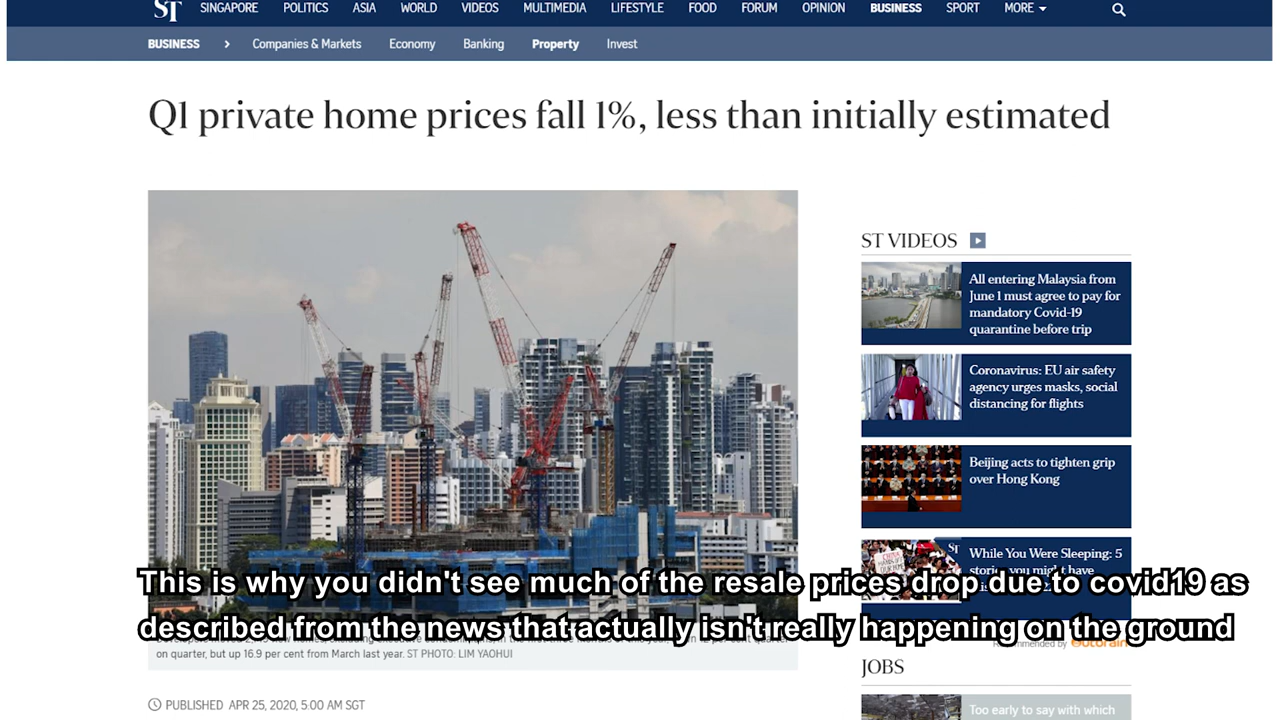 ST SINGAPORE POLITICS ASIA WORLD VIDEOS MULTIMEDIA LIFESTYLE FOOD FORUM OPINION BUSINESS SPORT MORE
BUSINESS > Companies & Markets Economy Banking Property Invest
Q1 private home prices fall 1%, less than initially estimated
ST VIDEOS
All entering Malaysia from
June 1 must agree to pay for
mandatory Covid-19
quarantine before trip
Coronavirus: EU air safety
agency urges masks, social
distancing for flights
Beijing acts to tighten grip
over Hong Kong
While You Were Sleeping: 5
This is why you didn't see much of the resale prices drop due to covid19 as
described from the news that actually isn't really happening on the ground
on quarter, but up 16.9 per cent from March last year. ST PHOTO: LIM YAOHUI
Recommended by Outbrain
JOBS
PUBLISHED APR 25, 2020, 5:00 AM SGT
Too early to say with which